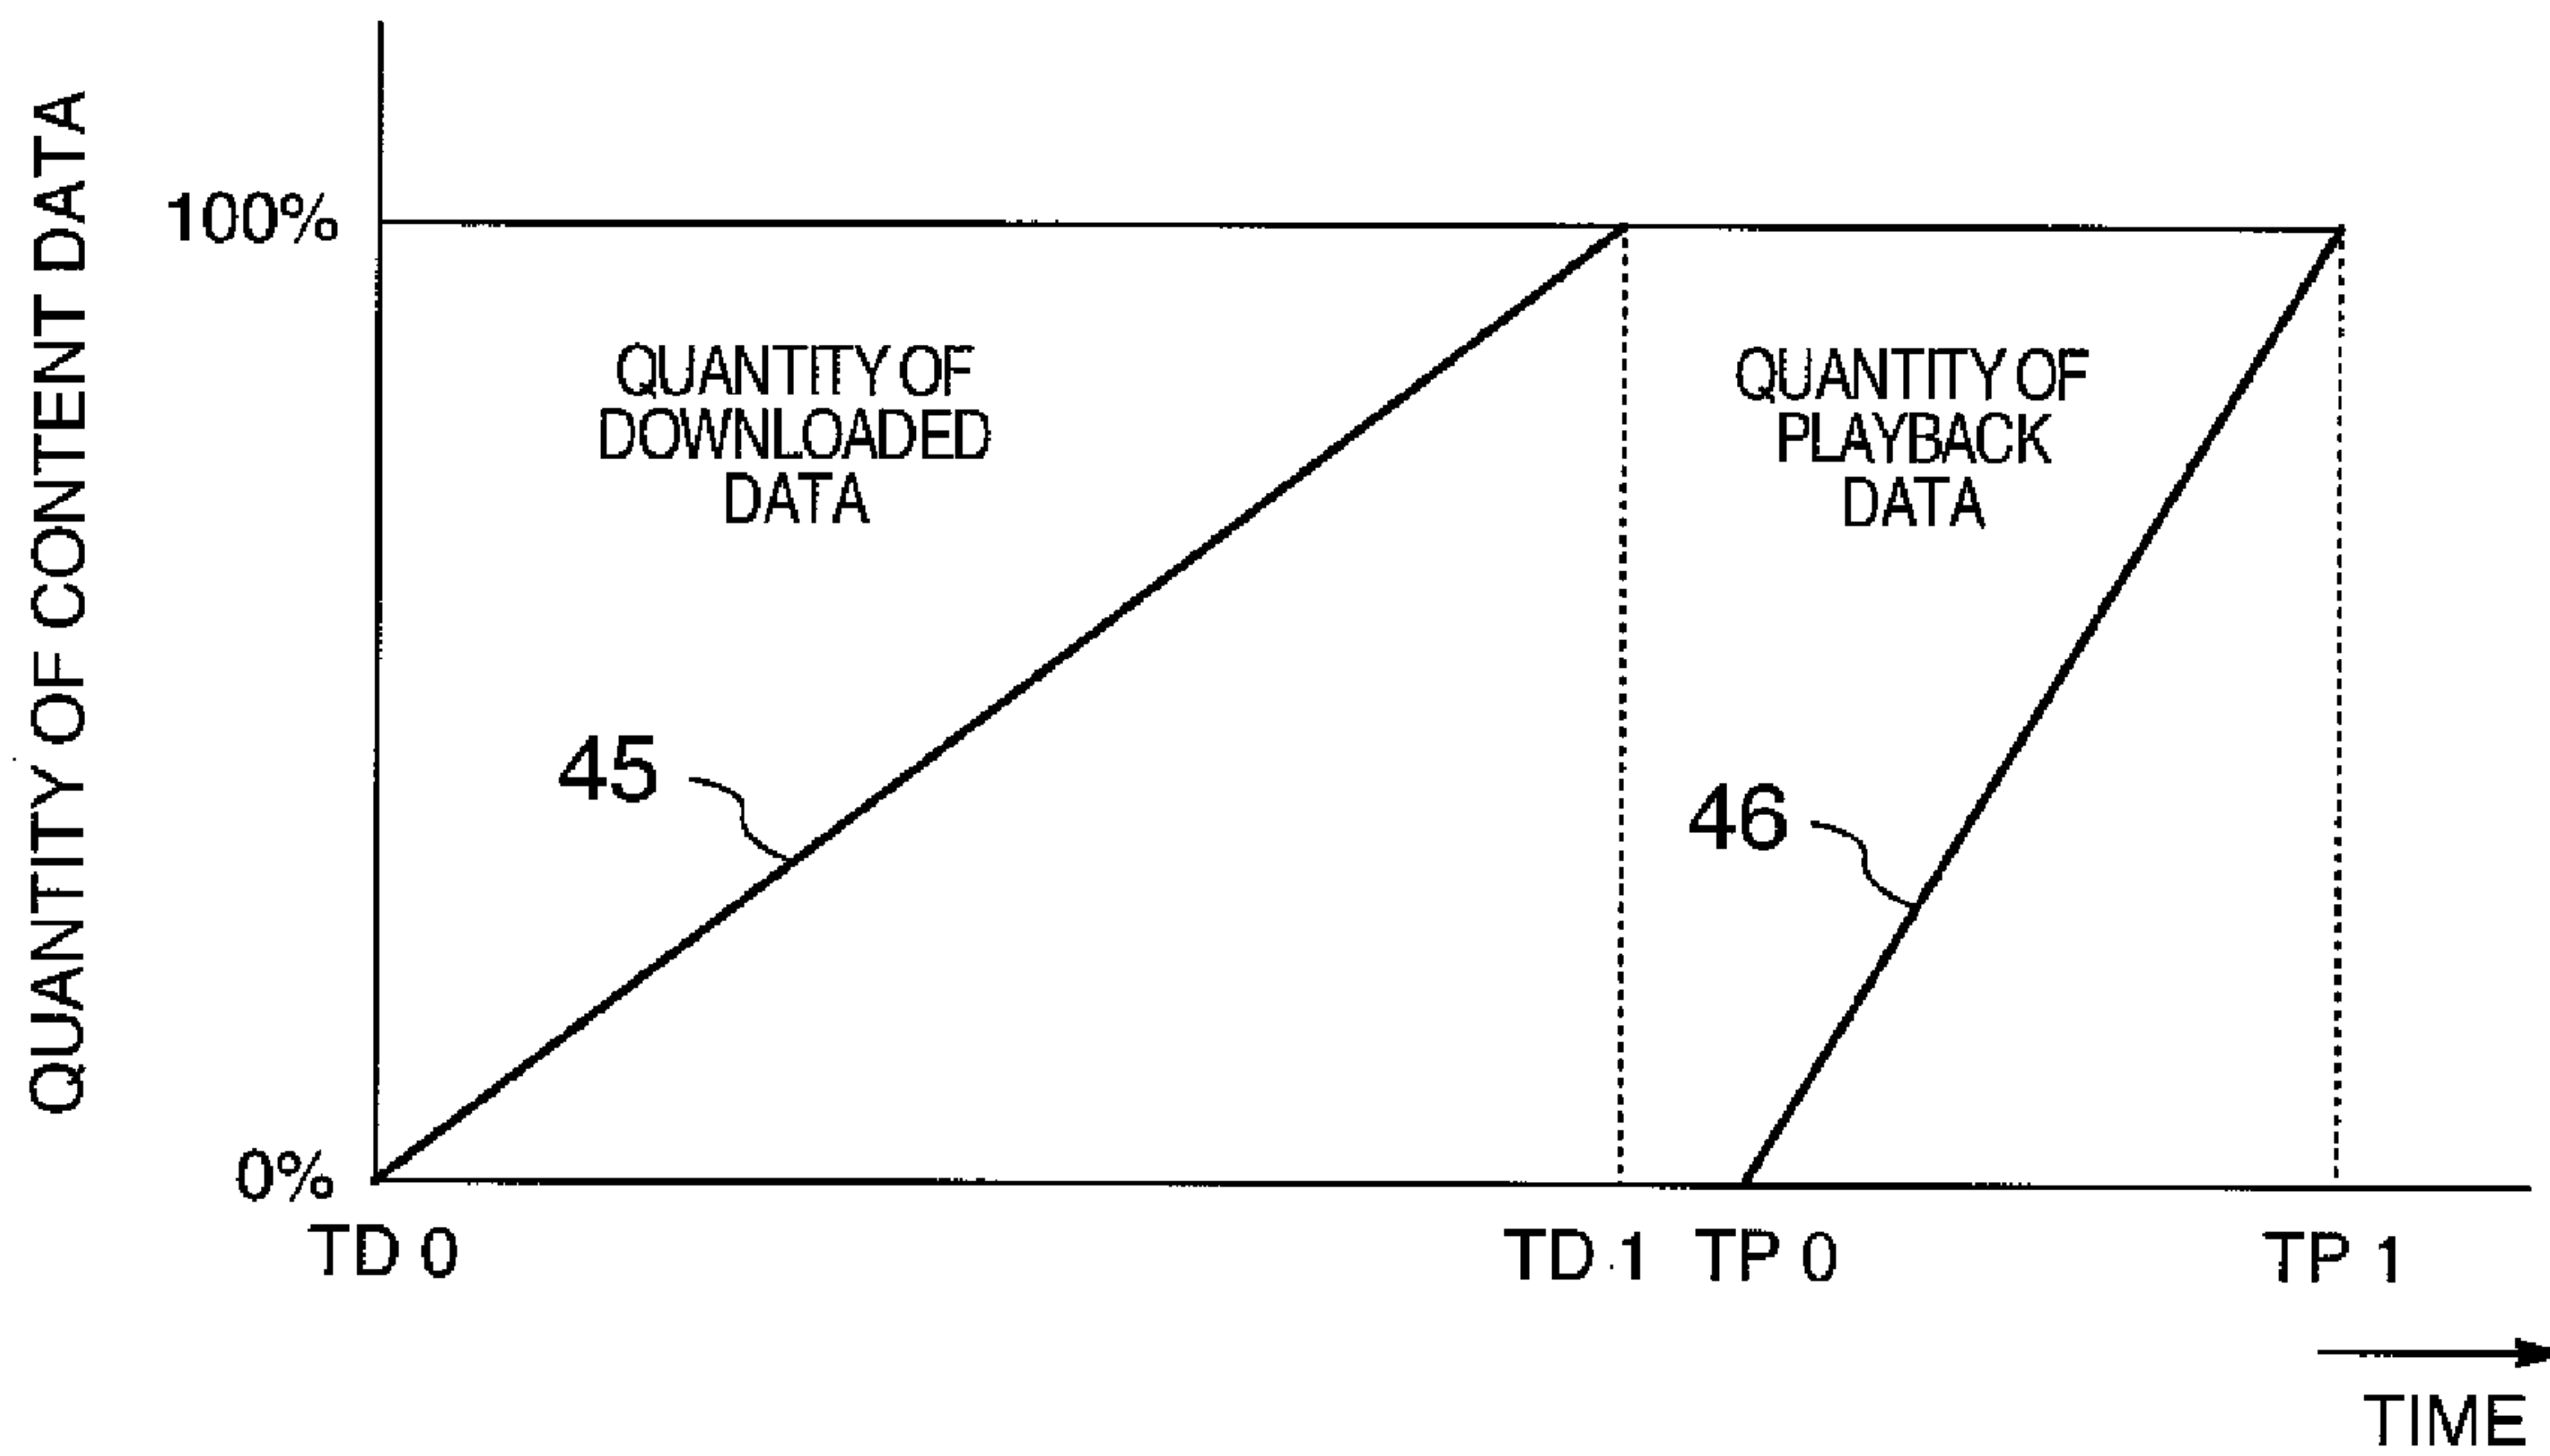 QUANTITY OF CONTENT DATA
100%
QUANTITY OF
DOWNLOADED
DATA
QUANTITY OF
PLAYBACK
DATA
45
46
0%
TD 0
TD 1
TP 0
TP 1
TIME